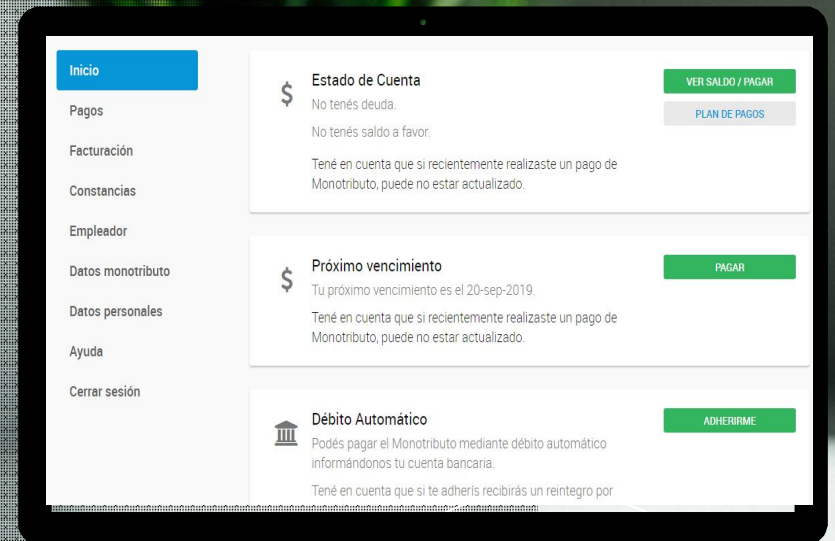 Inicio
Pagos
Facturación
Constancias
Empleador
Datos monotributo
Datos personales
Ayuda
Cerrar sesión
Estado de Cuenta
No tenés deuda.
No tenés saldo a favor.
Tené en cuenta que si recientemente realizaste un pago de
Monotributo, puede no estar actualizado.
VER SALDO / PAGAR
PLAN DE PAGOS
Próximo vencimiento
Tu próximo vencimiento es el 20-sep-2019.
Tené en cuenta que si recientemente realizaste un pago de
Monotributo, puede no estar actualizado.
PAGAR
Débito Automático
Podés pagar el Monotributo mediante débito automático
informándonos tu cuenta bancaria.
Tené en cuenta que si te adherís recibirás un reintegro por
ADHERIRME